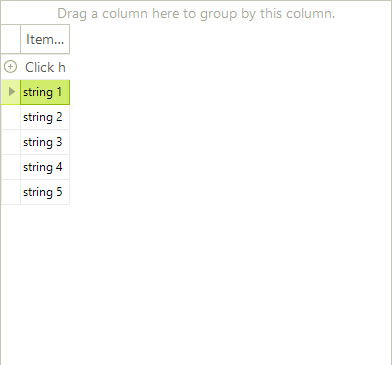 Drag a column here to group by this column.
Item...
Click h
string 1
string 2
string 3
string 4
string 5